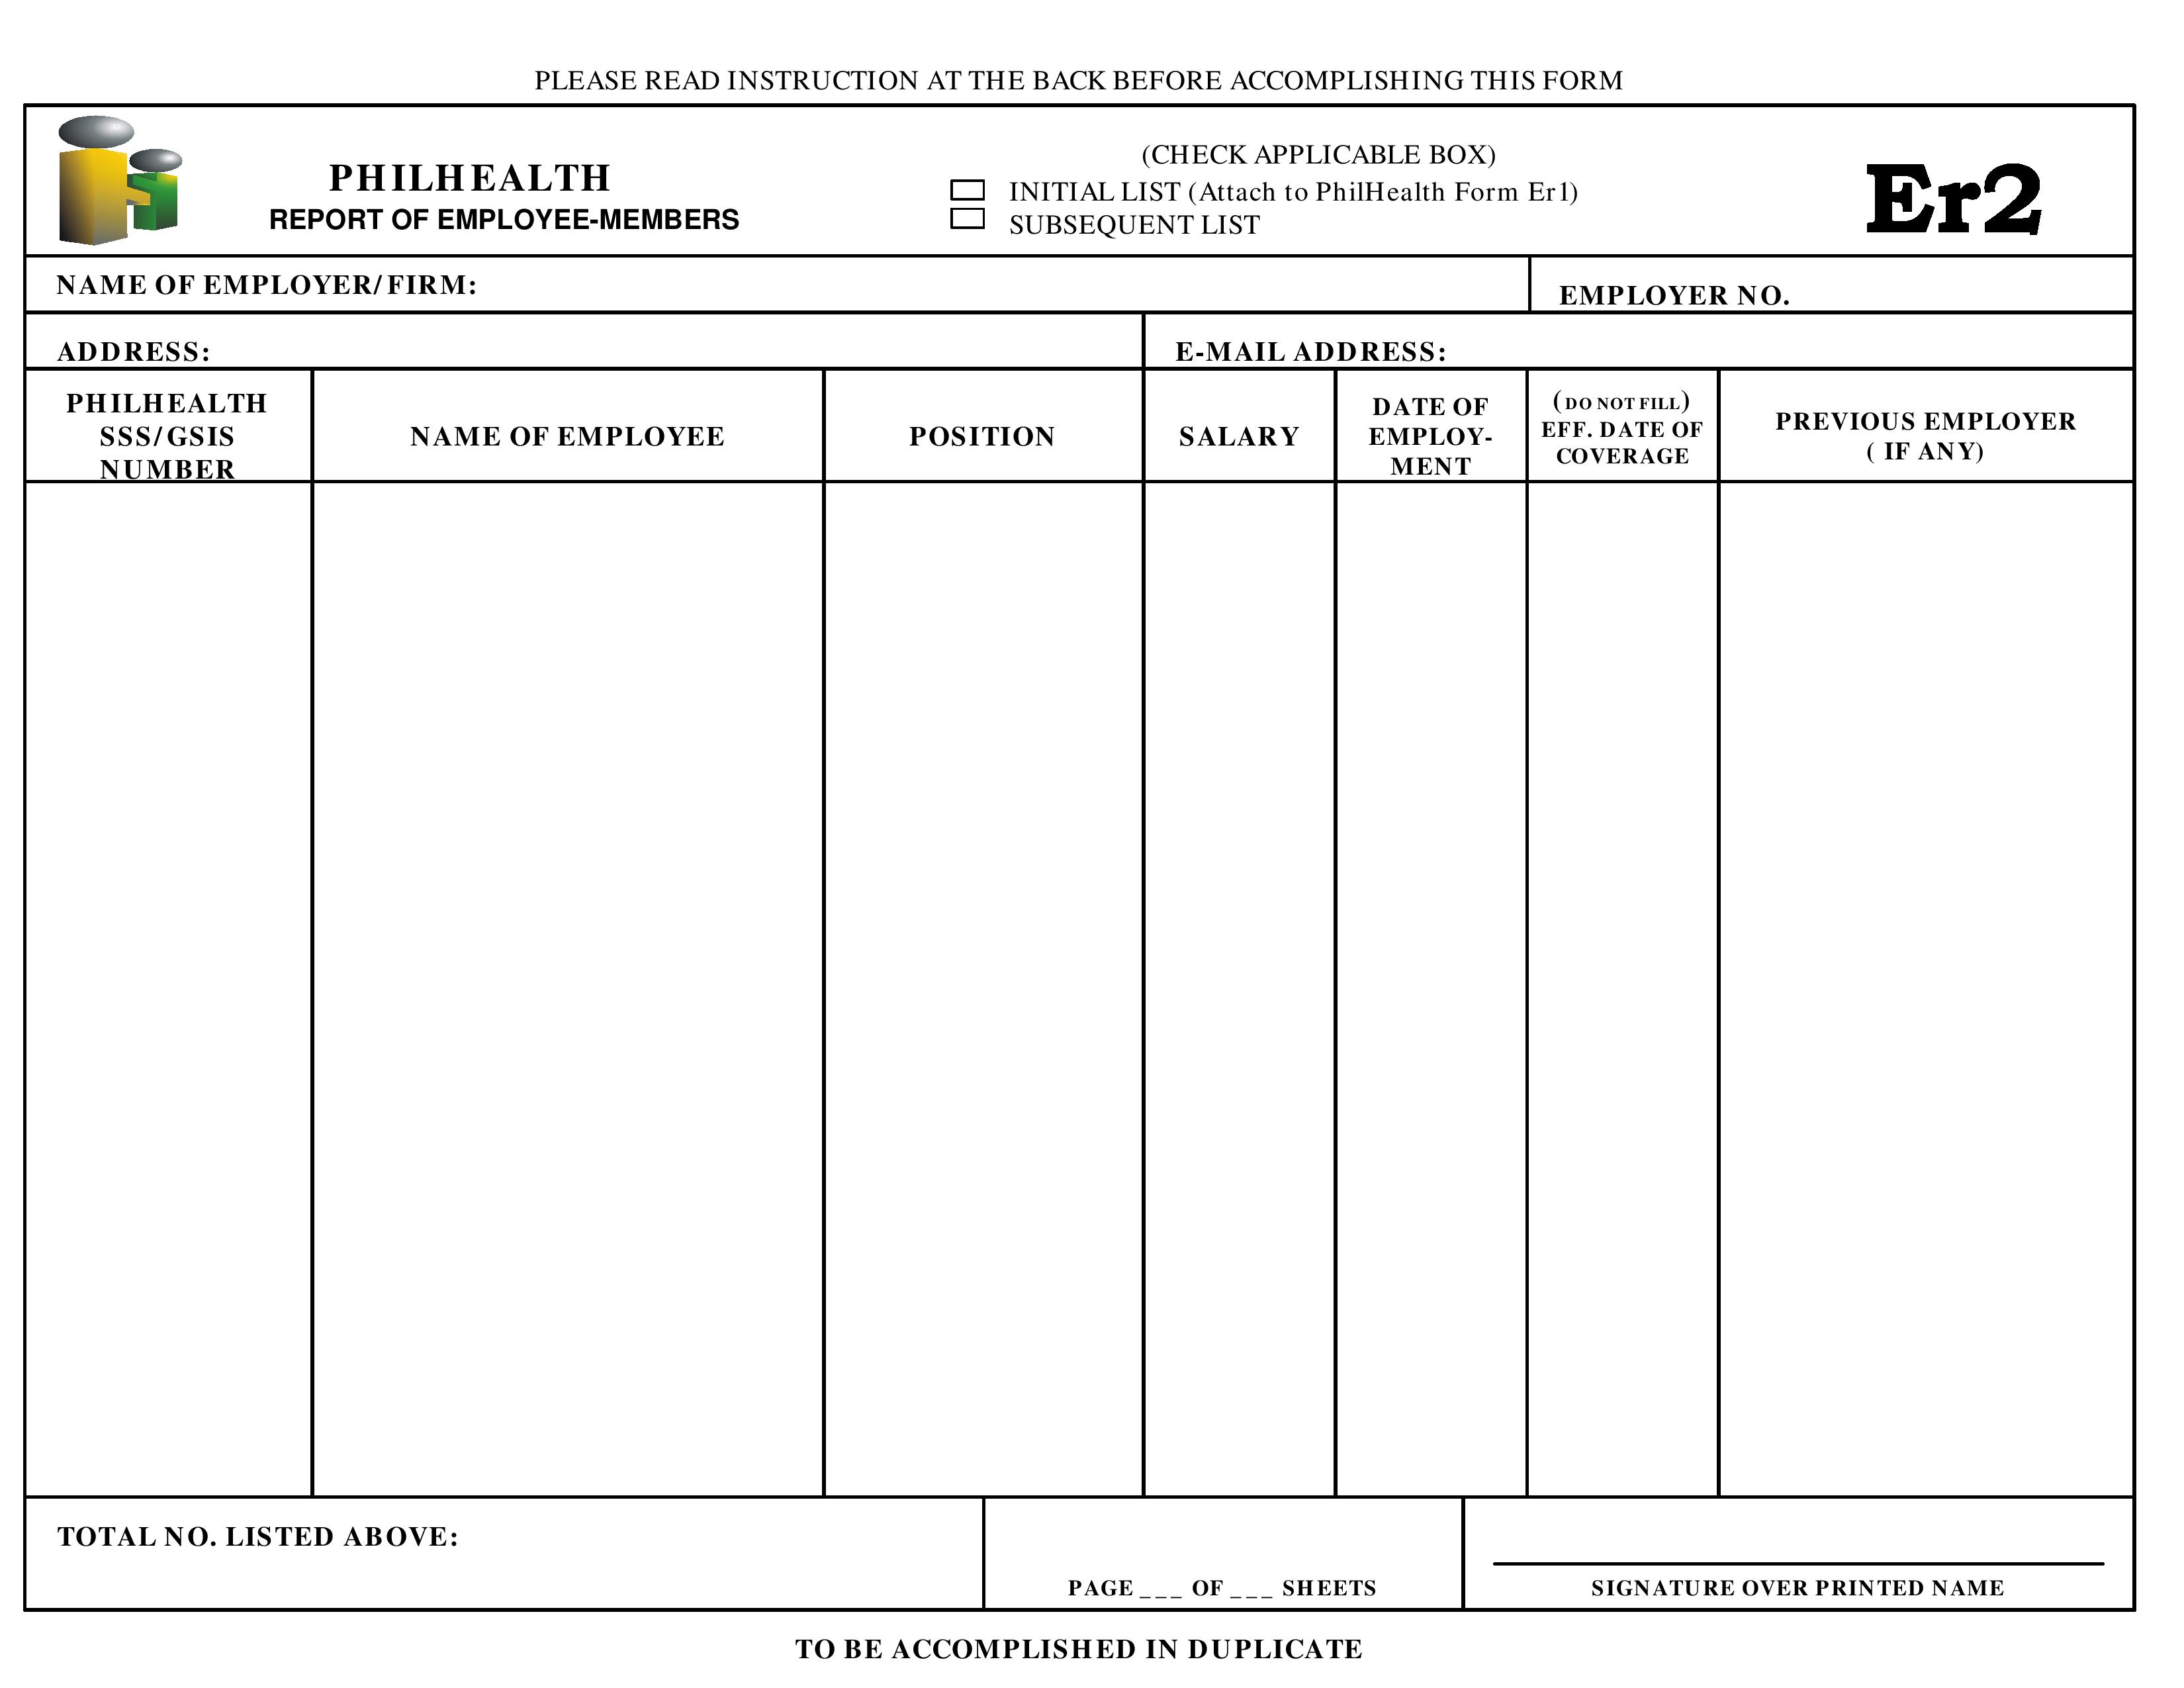 PLEASE READ INSTRUCTION AT THE BACK BEFORE ACCOMPLISHING THIS FORM
PHILHEALTH
REPORT OF EMPLOYEE-MEMBERS
(CHECK APPLICABLE BOX)
INITIAL LIST (Attach to PhilHealth Form Er1)
SUBSEQUENT LIST
Er2
NAME OF EMPLOYER/FIRM:
EMPLOYER NO.
ADDRESS:
E-MAIL ADDRESS:
PHILHEALTH
SSS/GSIS
NUMBER
NAME OF EMPLOYEE
POSITION
SALARY
DATE OF
EMPLOY-
MENT
(DO NOT FILL)
EFF. DATE OF
COVERAGE
PREVIOUS EMPLOYER
( IF ANY)
TOTAL NO. LISTED ABOVE:
PAGE ___ OF ___ SHEETS
SIGNATURE OVER PRINTED NAME
TO BE ACCOMPLISHED IN DUPLICATE